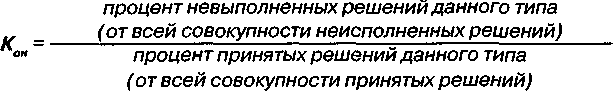 процент невыполненных решений данного типа
(от всей совокупности неисполненных решений)
Kон =
процент принятых решений данного типа
(от всей совокупности принятых решений)